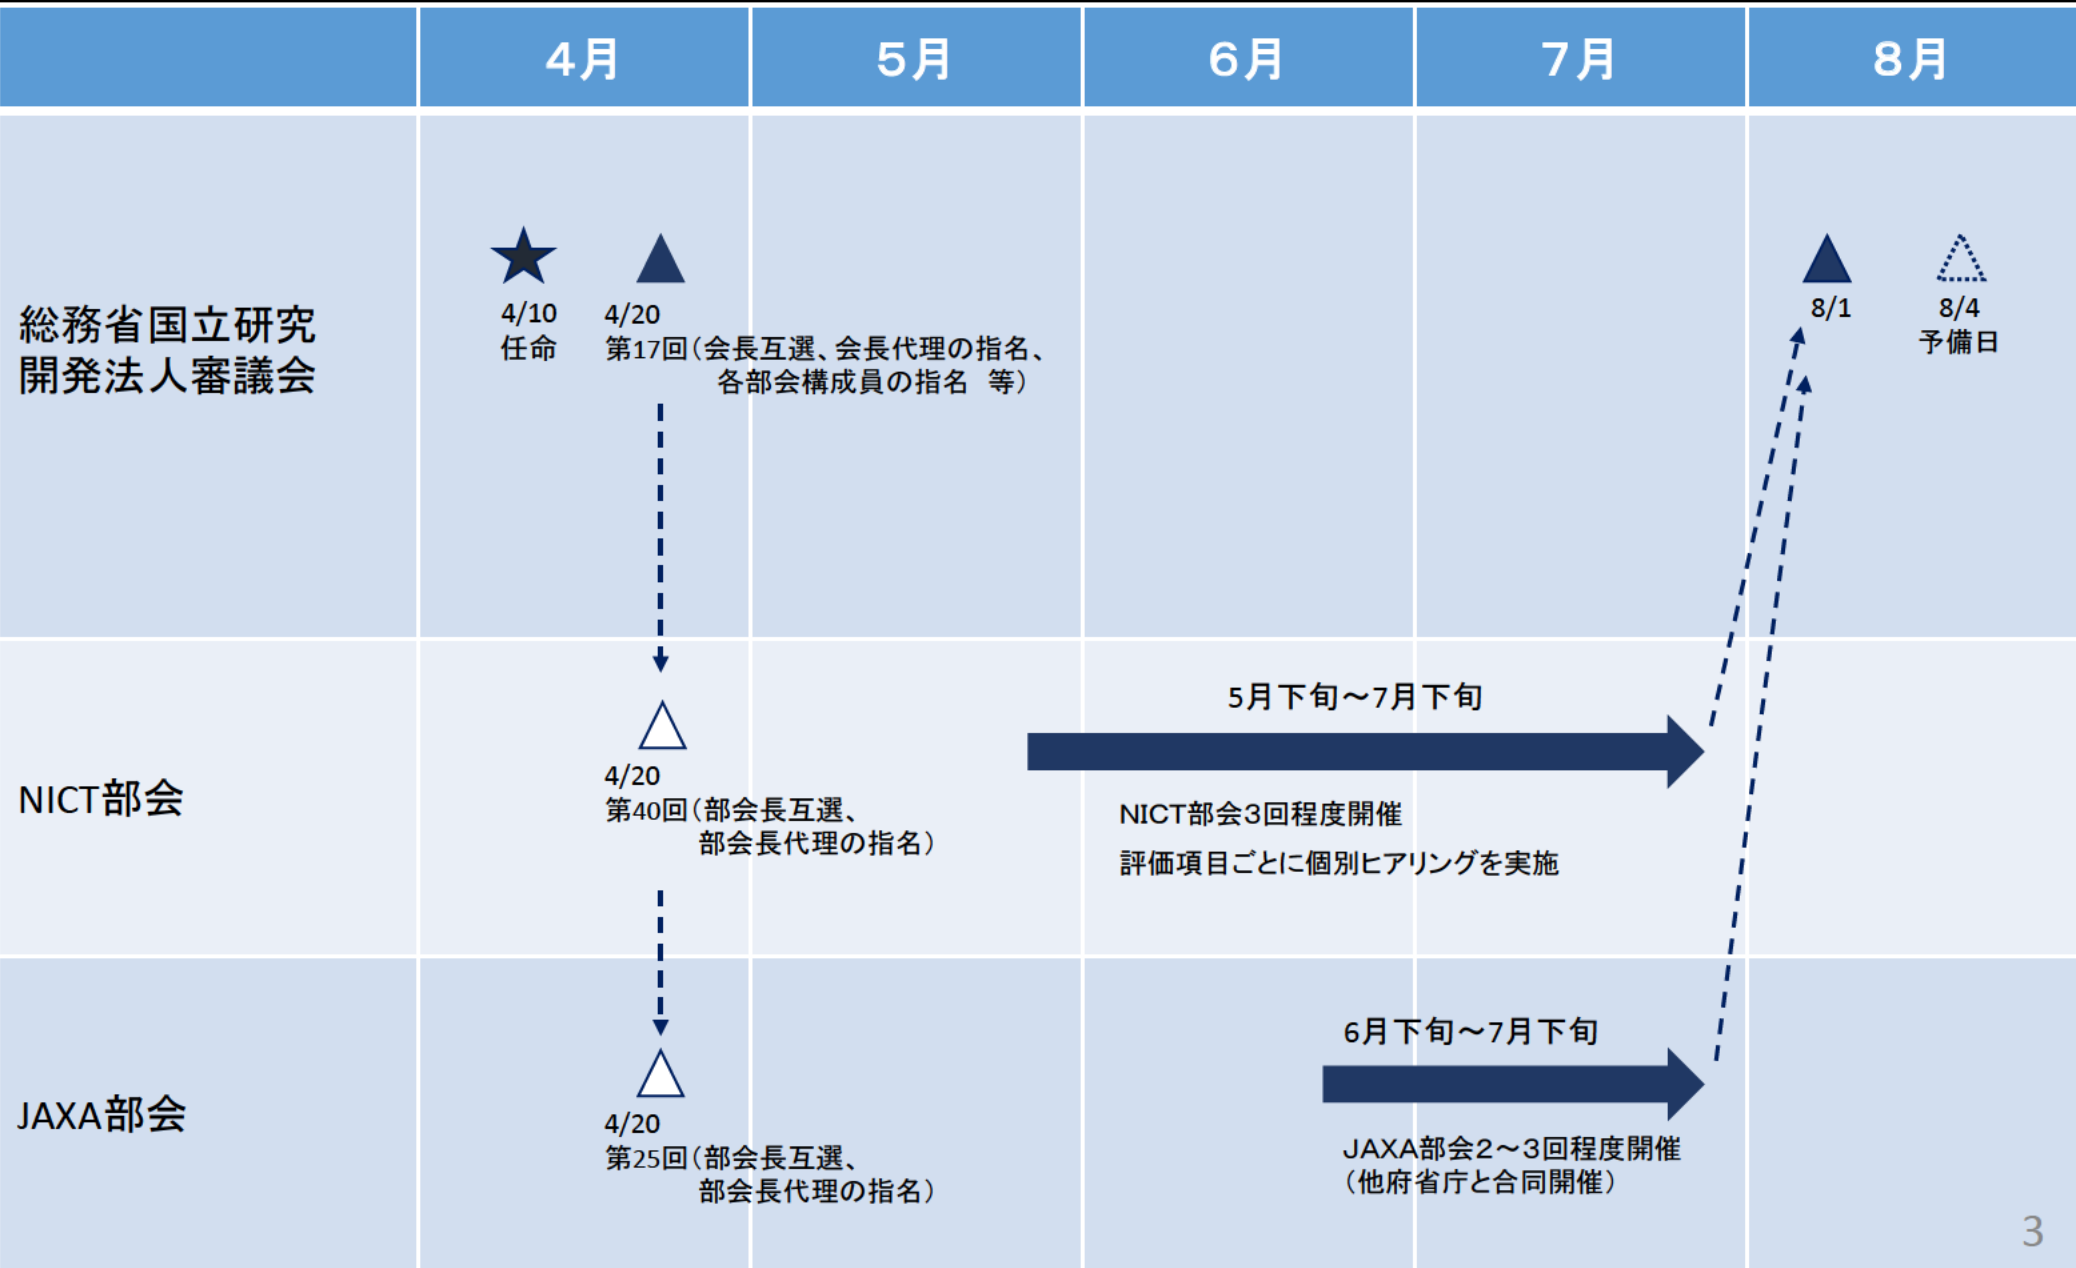 4月
5月
6月
7月
8月
総務省国立研究
開発法人審議会
4/10
任命
4/20
第17回（会長互選、会長代理の指名、
各部会構成員の指名　等）
8/1
8/4
予備日
NICT部会
4/20
第40回（部会長互選、
部会長代理の指名）
5月下旬～7月下旬
NICT部会3回程度開催
評価項目ごとに個別ヒアリングを実施
JAXA部会
4/20
第25回（部会長互選、
部会長代理の指名）
6月下旬～7月下旬
JAXA部会2～3回程度開催
（他府省庁と合同開催）
3